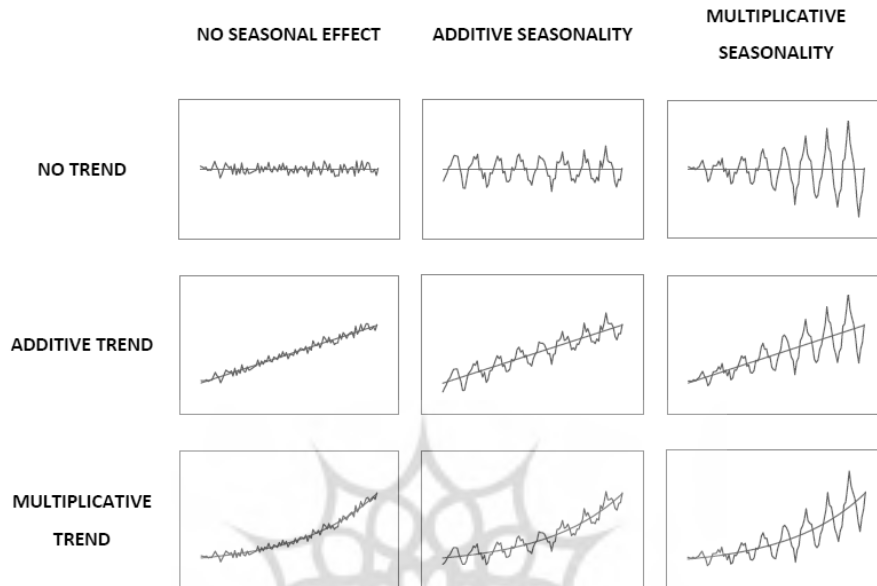 NO SEASONAL EFFECT
ADDITIVE SEASONALITY
MULTIPLICATIVE
SEASONALITY
NO TREND
ADDITIVE TREND
MULTIPLICATIVE
TREND